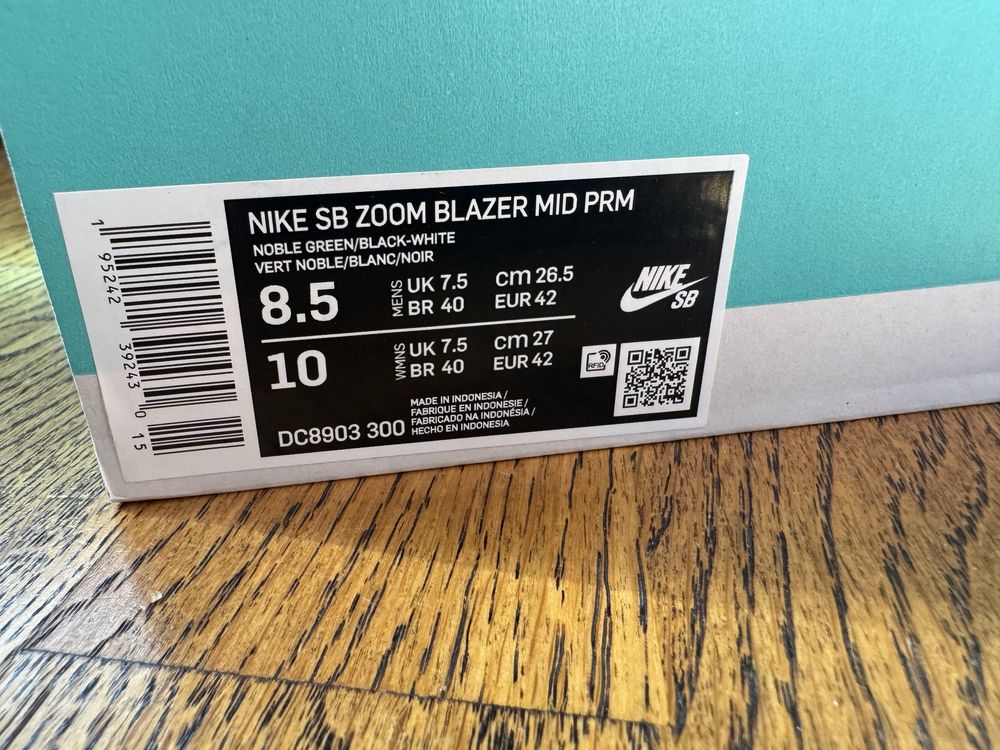 NIKE SB ZOOM BLAZER MID PRM
NOBLE GREEN/BLACK-WHITE
VERT NOBLE/BLANC/NOIR
8.5 MENS UK 7.5 cm 26.5
BR 40 EUR 42
10 WMNS UK 7.5 cm 27
BR 40 EUR 42
RFID
MADE IN INDONESIA /
FABRIQUE EN INDONESIE /
FABRICADO NA INDONÉSIA /
DC8903 300 HECHO EN INDONESIA
NIKE
SB
1 95242 39243 0 15